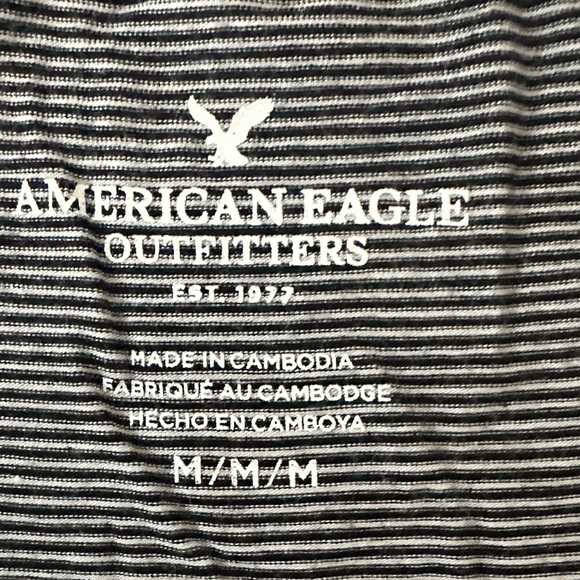 AMERICAN EAGLE
OUTFITTERS
EST. 1977
MADE IN CAMBODIA
FABRIQUÉ AU CAMBODGE
HECHO EN CAMBOYA
M/M/M